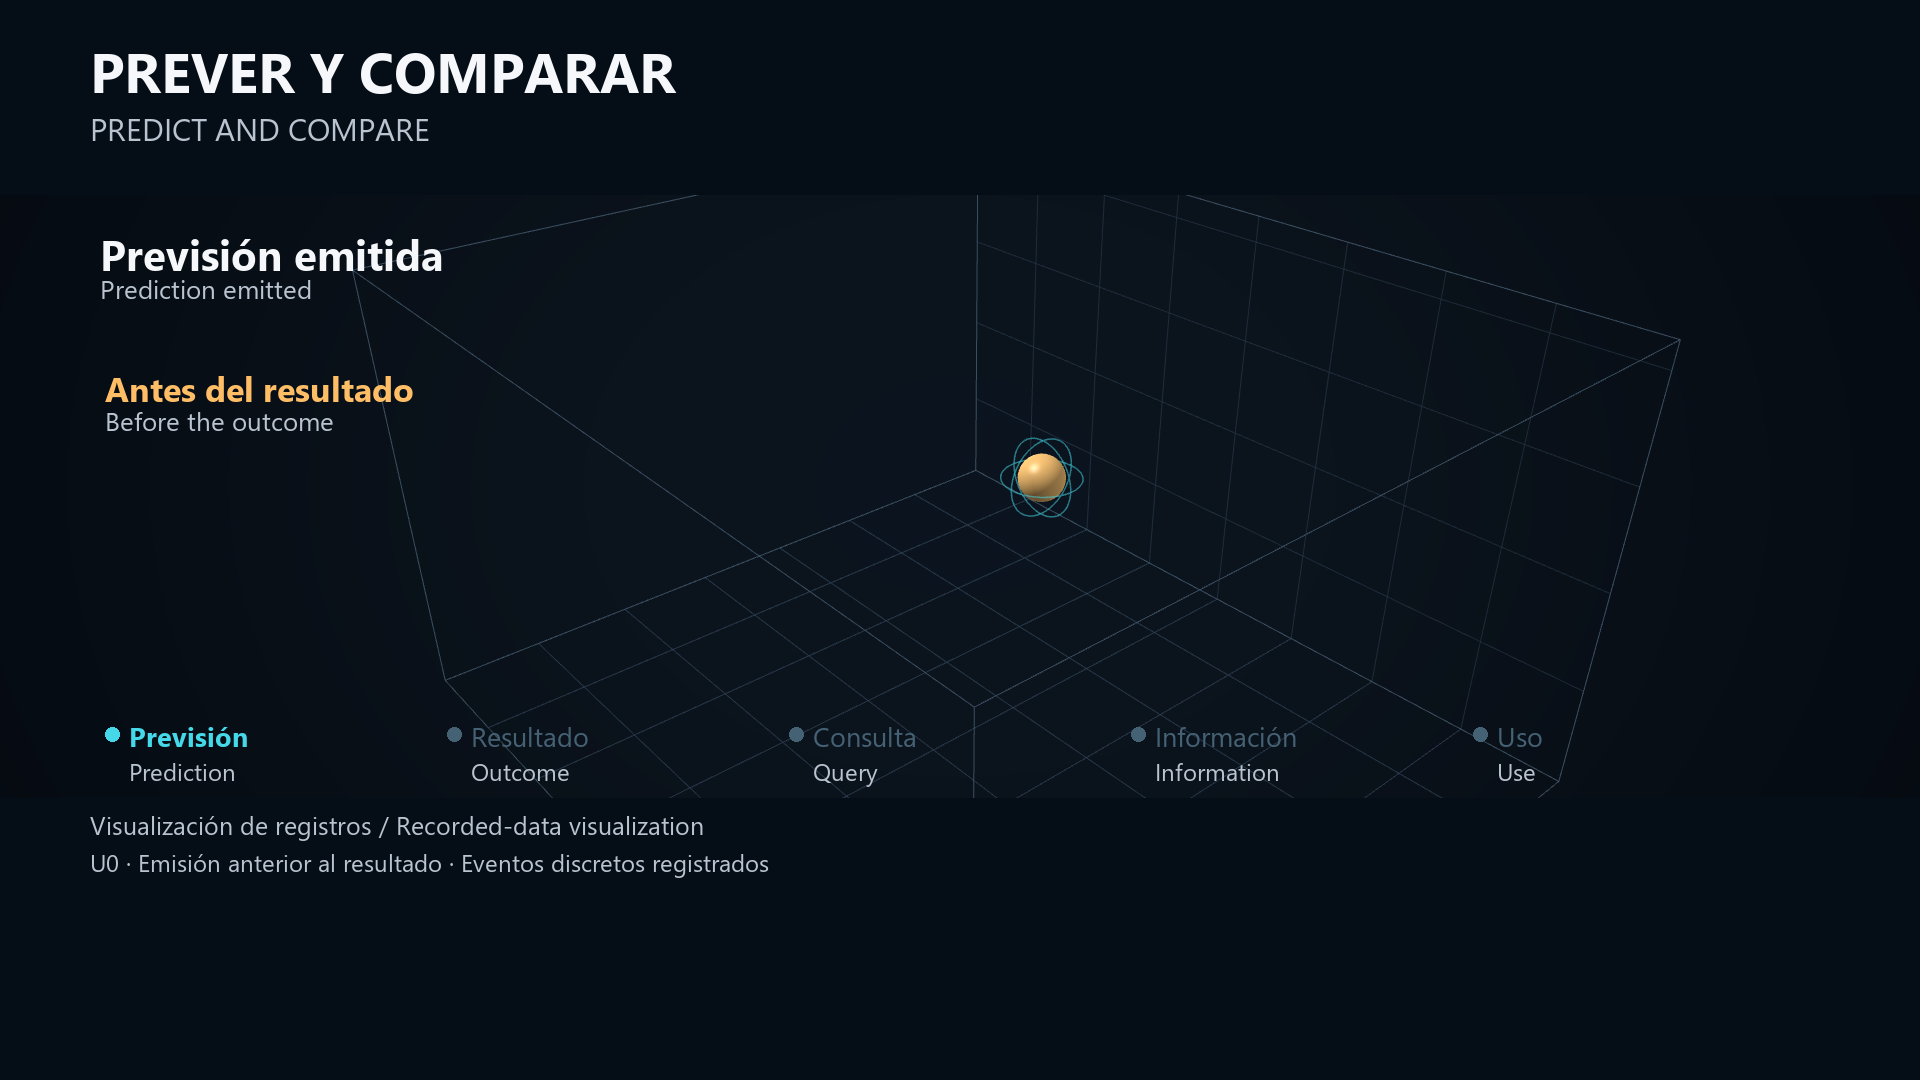 PREVER Y COMPARAR
PREDICT AND COMPARE
Previsión emitida
Prediction emitted
Antes del resultado
Before the outcome
Previsión
Prediction
Resultado
Outcome
Consulta
Query
Información
Information
Uso
Use
Visualización de registros / Recorded-data visualization
U0 · Emisión anterior al resultado · Eventos discretos registrados